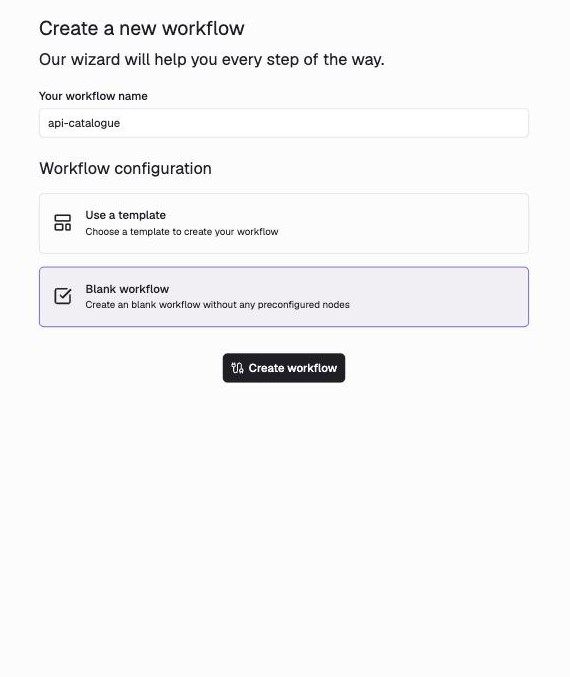 Create a new workflow
Our wizard will help you every step of the way.
Your workflow name
api-catalogue
Workflow configuration
Use a template
Choose a template to create your workflow
Blank workflow
Create an blank workflow without any preconfigured nodes
Create workflow